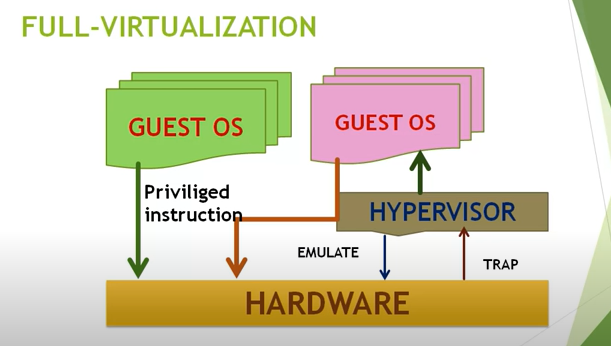 FULL-VIRTUALIZATION
GUEST OS
GUEST OS
Priviliged
instruction
HYPERVISOR
EMULATE
TRAP
HARDWARE